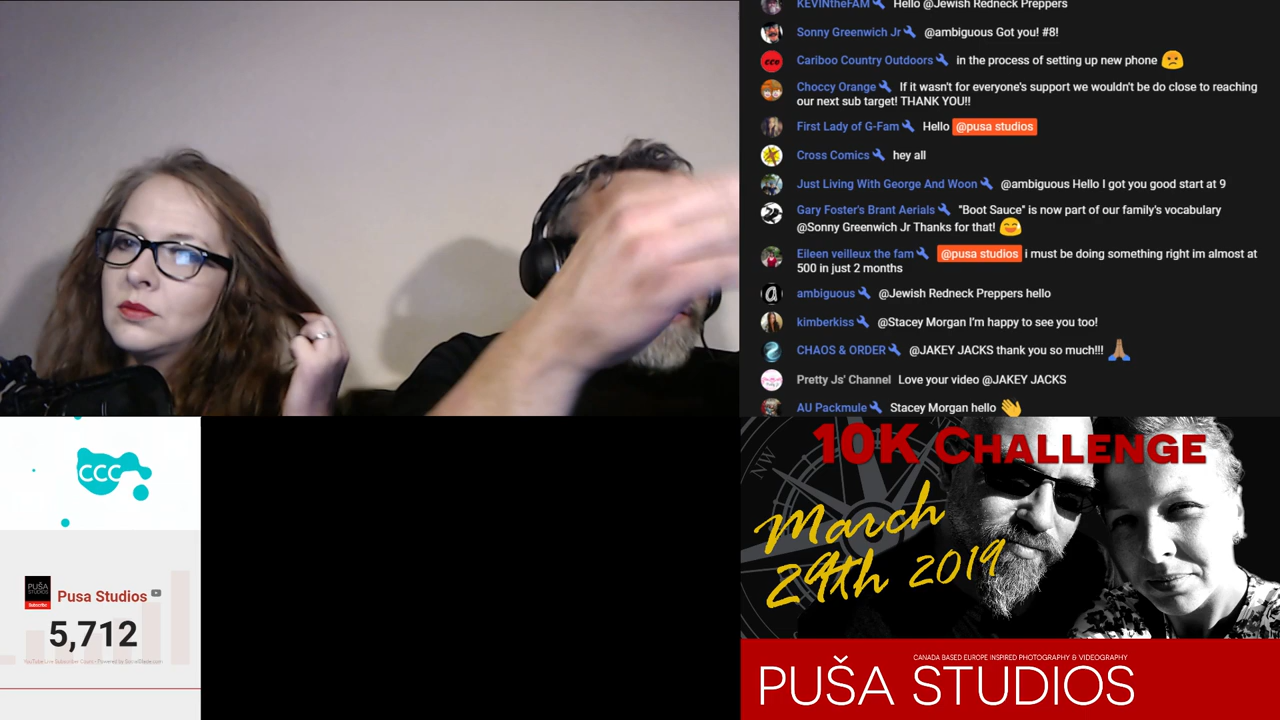 KEVINtheFAM Hello @Jewish Redneck Preppers
Sonny Greenwich Jr @ambiguous Got you! #8!
Cariboo Country Outdoors in the process of setting up new phone
Choccy Orange If it wasn't for everyone's support we wouldn't be do close to reaching
our next sub target! THANK YOU!!
First Lady of G-Fam Hello @pusa studios
Cross Comics hey all
Just Living With George And Woon @ambiguous Hello I got you good start at 9
Gary Foster's Brant Aerials "Boot Sauce" is now part of our family's vocabulary
@Sonny Greenwich Jr Thanks for that!
Eileen veilleux the fam @pusa studios i must be doing something right im almost at
500 in just 2 months
ambiguous @Jewish Redneck Preppers hello
kimberkiss @Stacey Morgan I'm happy to see you too!
CHAOS & ORDER @JAKEY JACKS thank you so much!!!
Pretty Js' Channel Love your video @JAKEY JACKS
AU Packmule Stacey Morgan hello
CCC
PUŠA
STUDIOS
Subscribe
Pusa Studios
5,712
10K CHALLENGE
NW
March
29th 2019
CANADA BASED EUROPE INSPIRED PHOTOGRAPHY & VIDEOGRAPHY
PUŠA STUDIOS